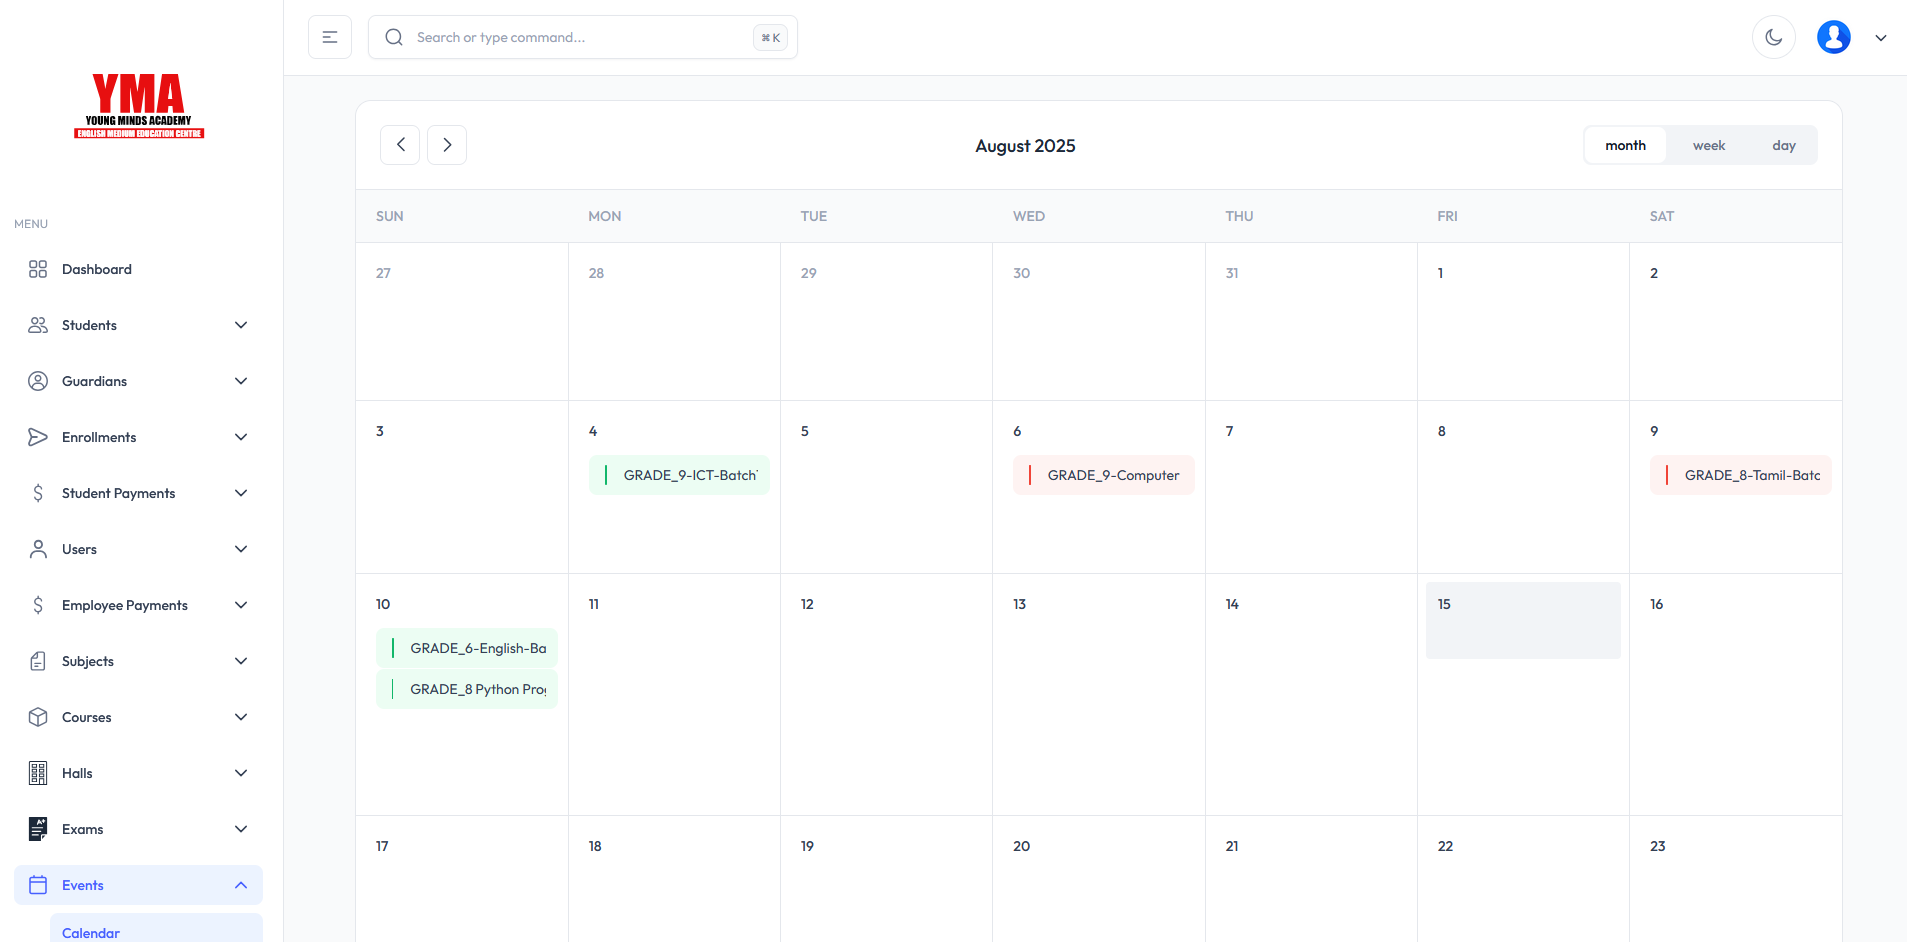 YMA
YOUNG MINDS ACADEMY
ENGLISH MEDIUM EDUCATION CENTRE
MENU
Dashboard
Students
Guardians
Enrollments
Student Payments
Users
Employee Payments
Subjects
Courses
Halls
Exams
Events
Calendar
Search or type command...
⌘ K
August 2025
month week day
SUN MON TUE WED THU FRI SAT
27 28 29 30 31 1 2
3 4 5 6 7 8 9
GRADE_9-ICT-Batch GRADE_9-Computer GRADE_8-Tamil-Batc
10 11 12 13 14 15 16
GRADE_6-English-Ba
GRADE_8 Python Prog
17 18 19 20 21 22 23